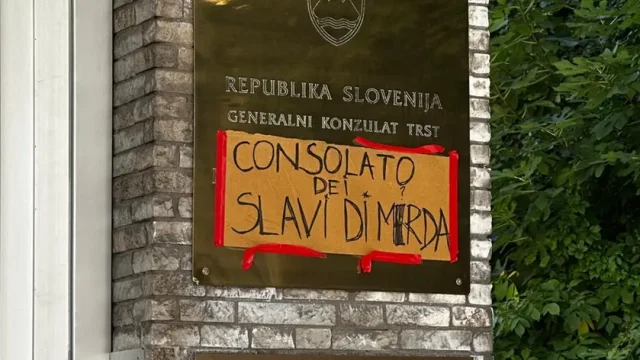 REPUBLIKA SLOVENIJA
GENERALNI KONZULAT TRST
CONSOLATO
DEI ?
SLAVI DI MERDA